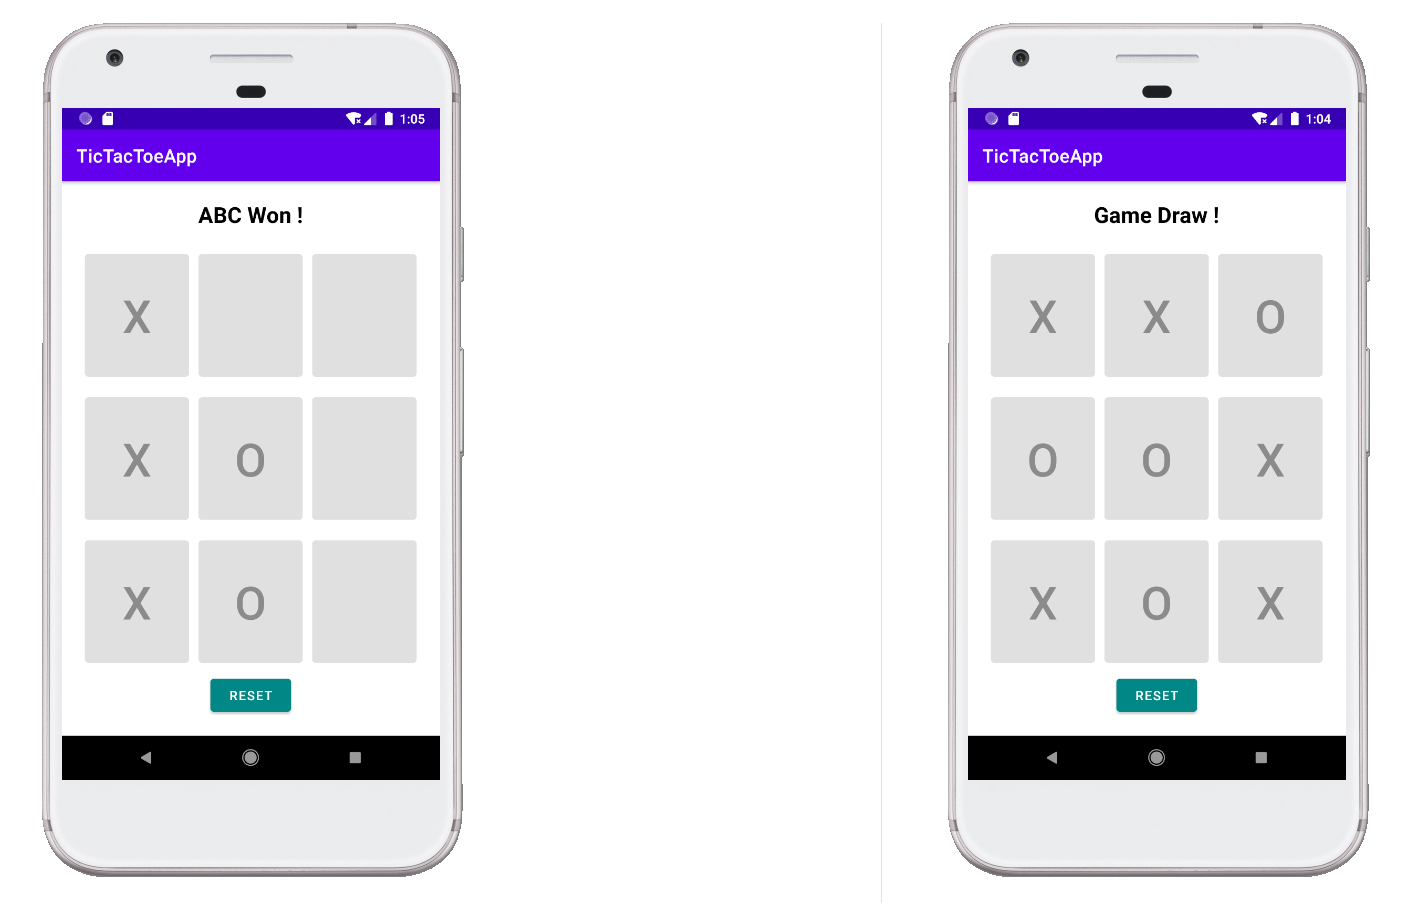 1:05
TicTacToeApp
ABC Won !
X
X O
X O
RESET
1:04
TicTacToeApp
Game Draw !
X X O
O O X
X O X
RESET